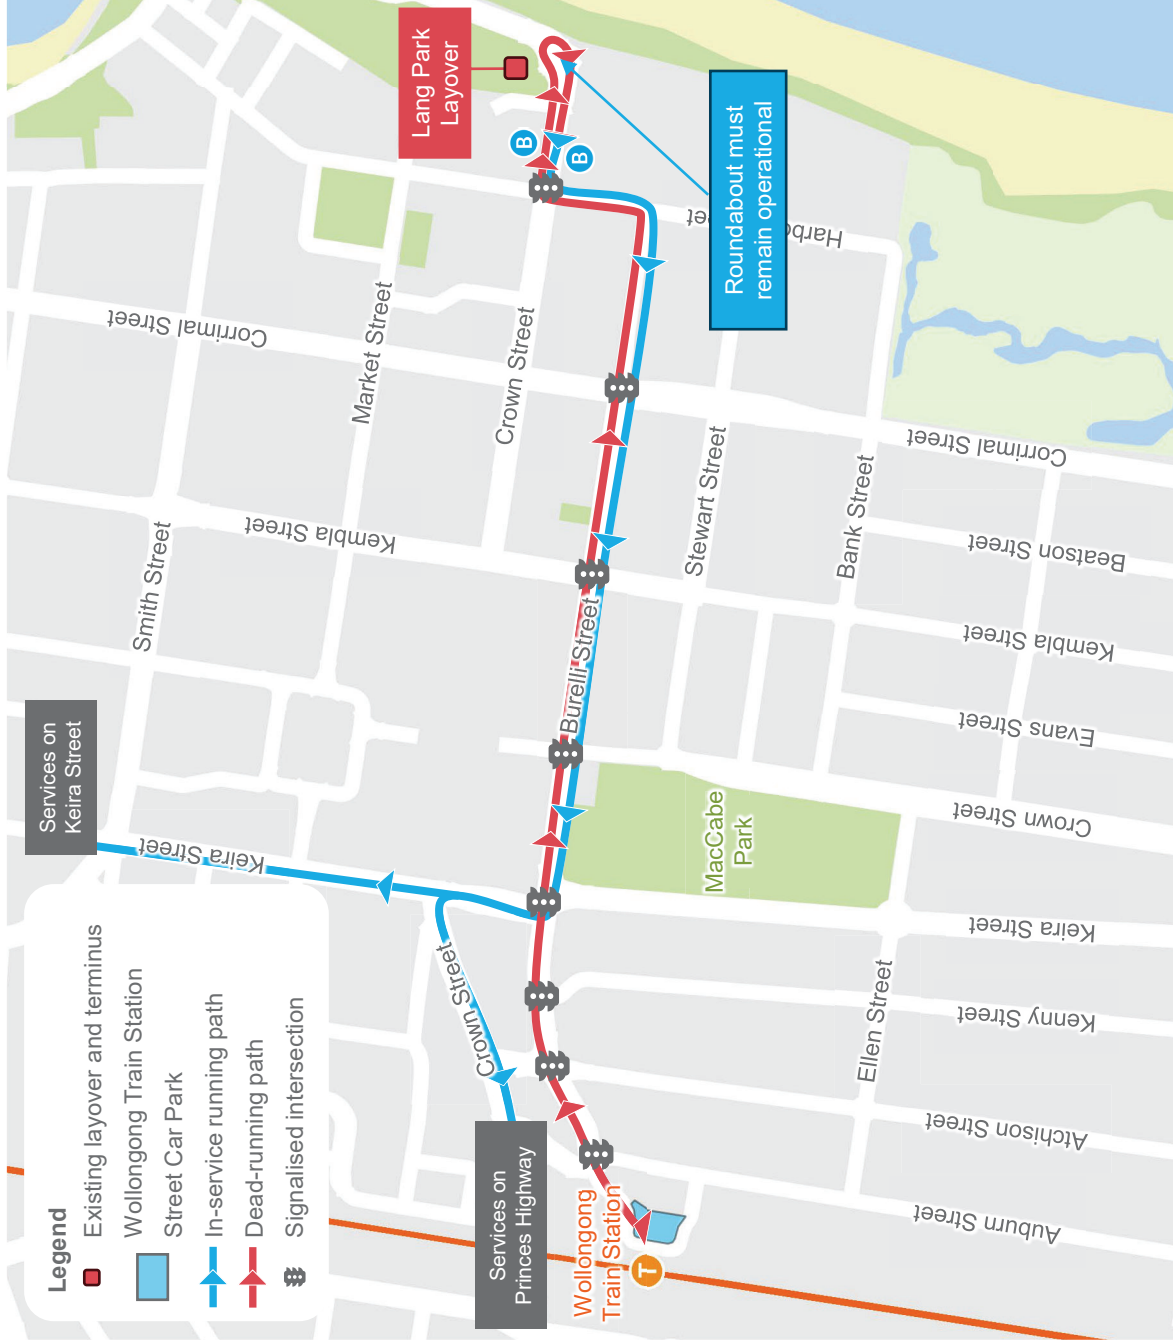 Legend
Existing layover and terminus
Wollongong Train Station
Street Car Park
In-service running path
Dead-running path
Signalised intersection
Services on
Keira Street
Services on
Princes Highway
Lang Park
Layover
Roundabout must
remain operational
B
B
Wollongong
Train Station
T
MacCabe
Park
Smith Street
Market Street
Crown Street
Burelli Street
Stewart Street
Bank Street
Ellen Street
Crown Street
Keira Street
Kembla Street
Corrimal Street
Corrimal Street
Beatson Street
Kembla Street
Evans Street
Crown Street
Keira Street
Kenny Street
Atchison Street
Auburn Street